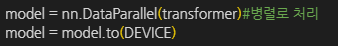 model = nn.DataParallel(transformer)#병렬로 처리
model = model.to(DEVICE)